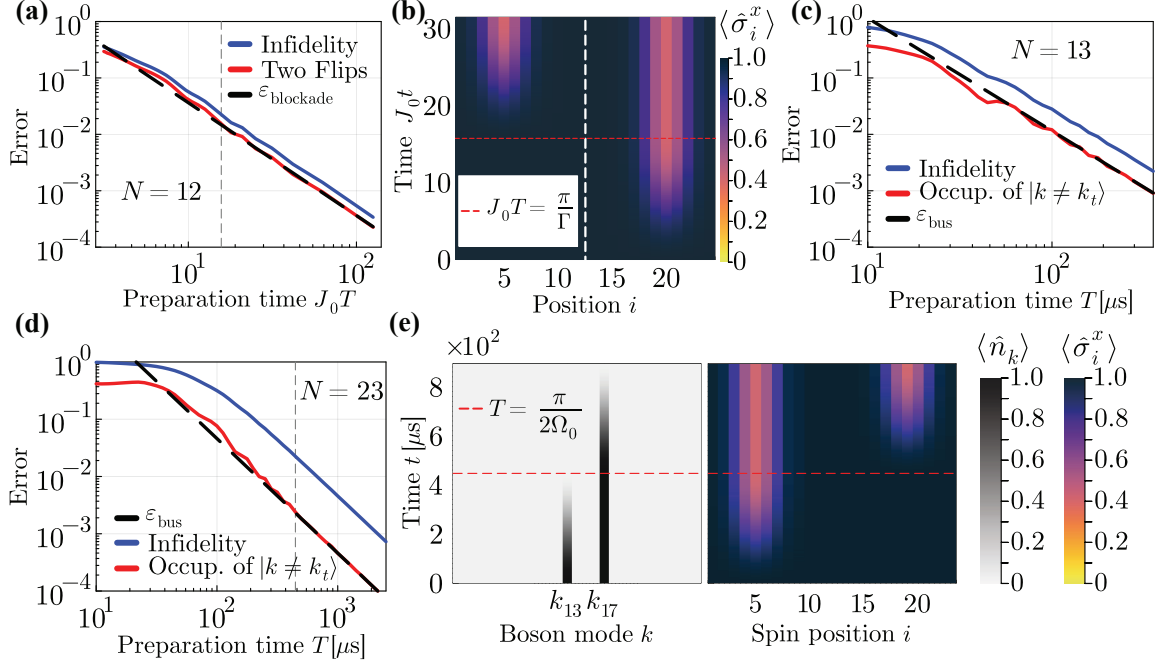 (a)
10^0
10^{-1}
10^{-2}
10^{-3}
10^{-4}
Error
Infidelity
Two Flips
ε_blockade
N = 12
10^1
10^2
Preparation time J_0T
(b)
⟨σ̂_i^x⟩
30
20
10
0
Time J_0t
J_0T = π/Γ
5
10
15
20
Position i
1.0
0.8
0.6
0.4
0.2
0
(c)
10^0
10^{-1}
10^{-2}
10^{-3}
10^{-4}
Error
N = 13
Infidelity
Occup. of |k ≠ k_t⟩
ε_bus
10
10^2
Preparation time T[μs]
(d)
10^0
10^{-1}
10^{-2}
10^{-3}
10^{-4}
Error
N = 23
ε_bus
Infidelity
Occup. of |k ≠ k_t⟩
10
10^2
10^3
Preparation time T[μs]
(e)
×10^2
8
6
4
2
0
Time t [μs]
T = π/2Ω_0
k_13 k_17
Boson mode k
5
10
15
20
Spin position i
⟨n̂_k⟩
1.0
0.8
0.6
0.4
0.2
0
⟨σ̂_i^x⟩
1.0
0.8
0.6
0.4
0.2
0